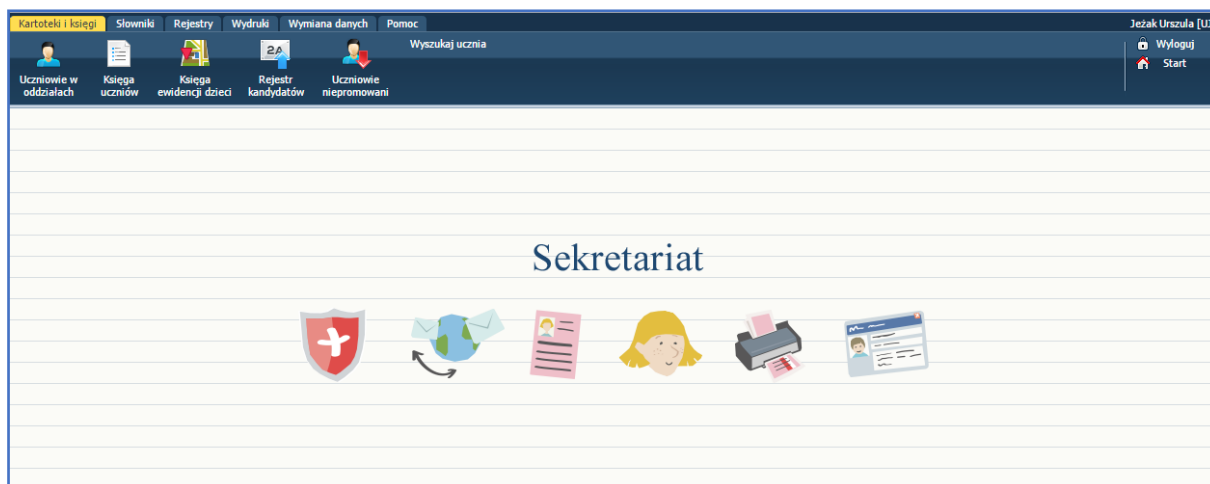 Kartoteki i księgi Słowniki Rejestry Wydruki Wymiana danych Pomoc Jeżak Urszula [UJ
Wyszukaj ucznia
Wyloguj
Start
Uczniowie w oddziałach
Księga uczniów
Księga ewidencji dzieci
Rejestr kandydatów
Uczniowie niepromowani
Sekretariat